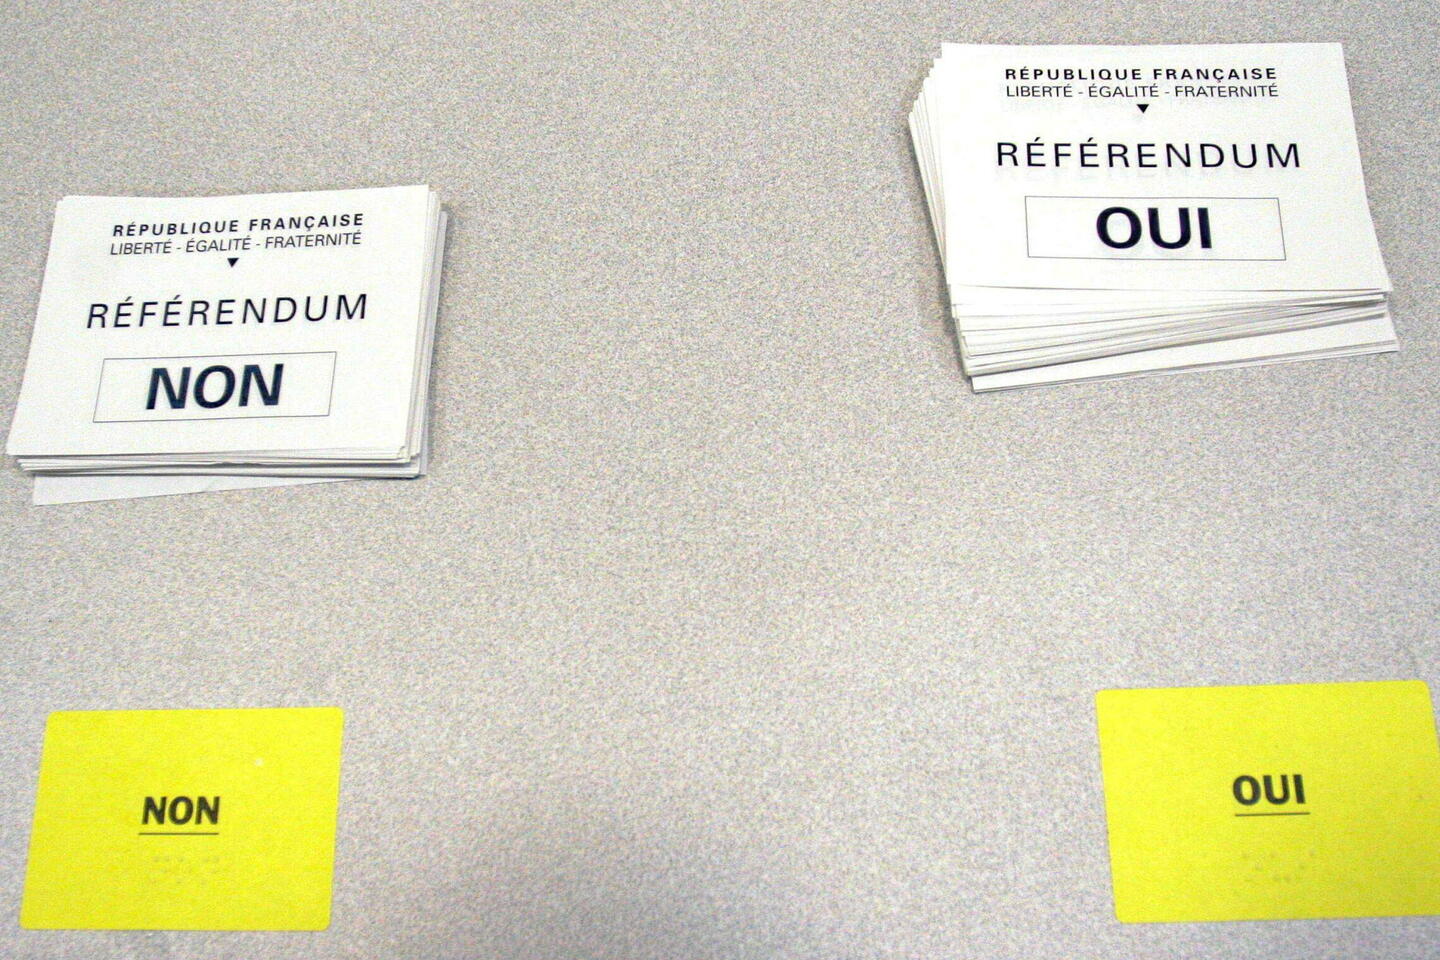 RÉPUBLIQUE FRANÇAISE
LIBERTÉ - ÉGALITÉ - FRATERNITÉ
RÉFÉRENDUM
NON
RÉPUBLIQUE FRANÇAISE
LIBERTÉ - ÉGALITÉ - FRATERNITÉ
RÉFÉRENDUM
OUI
NON
OUI